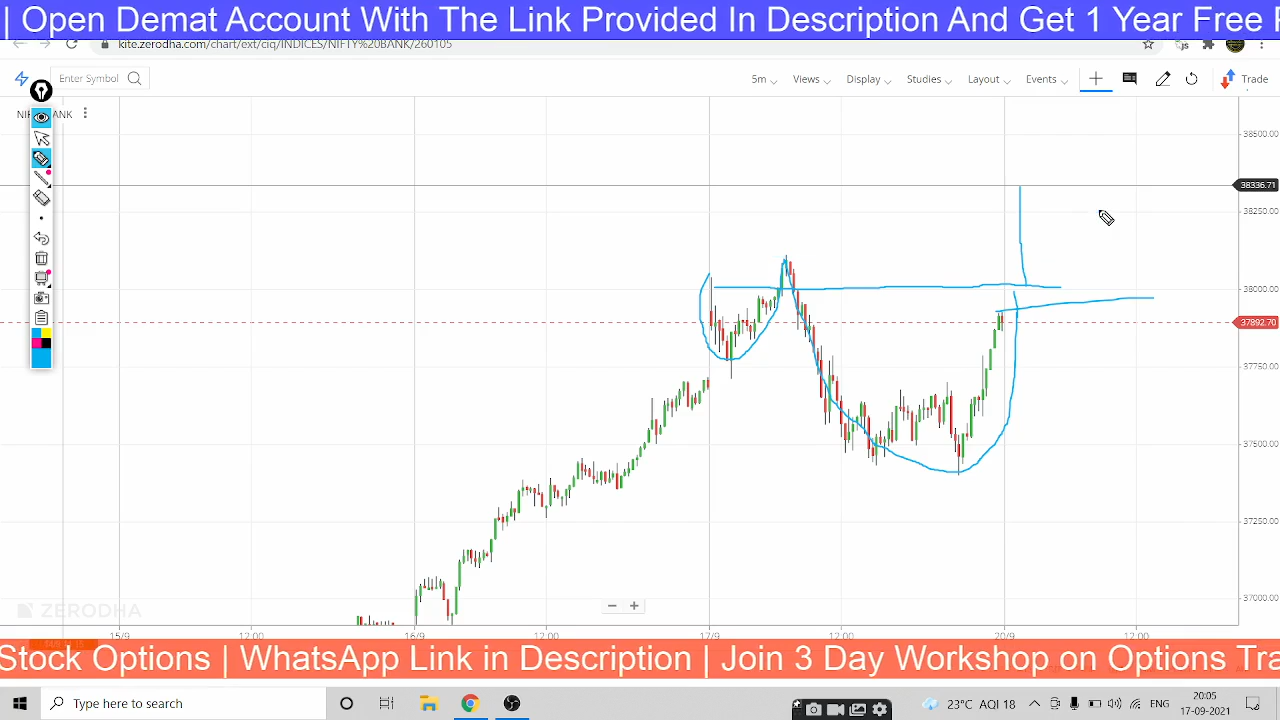 | Open Demat Account With The Link Provided In Description And Get 1 Year Free
kite.zerodha.com/chart/ext/ciq/INDICES/NIFTY%20BANK/260105
Enter Symbol
5m Views Display Studies Layout Events Trade
BANK
38500.00
38336.71
38250.00
38000.00
37892.70
37750.00
37500.00
37250.00
37000.00
ZERODHA
15/9 12:00 16/9 12:00 17/9 12:00 20/9 12:00
Stock Options | WhatsApp Link in Description | Join 3 Day Workshop on Options
Type here to search
23°C AQI 18
ENG
20:05
17-09-2021